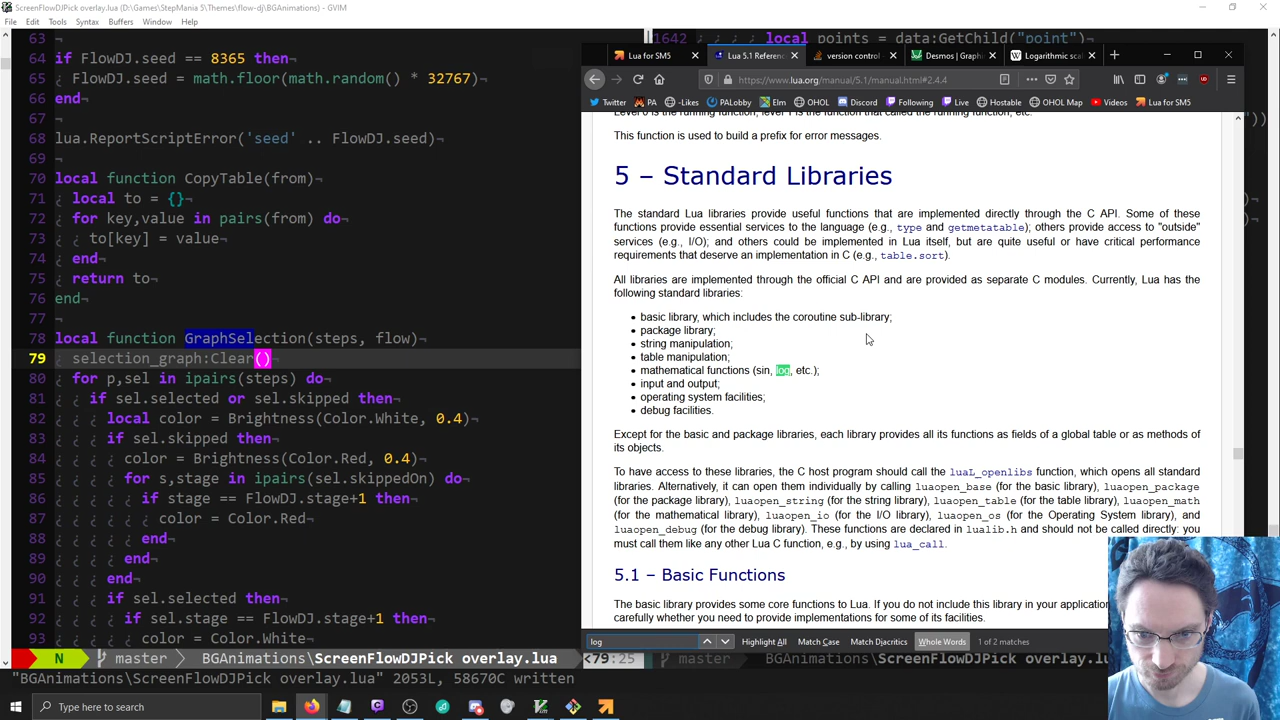 ScreenFlowDJPick overlay.lua (D:\Games\StepMania 5\Themes\flow-dj\BGAnimations) - GVIM
File Edit Tools Syntax Buffers Window Help
63
64 if FlowDJ.seed == 8365 then
65 FlowDJ.seed = math.floor(math.random() * 32767)¬
66 end¬
67 ¬
68 lua.ReportScriptError('seed' .. FlowDJ.seed)¬
69 ¬
70 local function CopyTable(from)¬
71 ¦ local to = {}¬
72 ¦ for key,value in pairs(from) do¬
73 ¦ ¦ to[key] = value¬
74 ¦ end¬
75 ¦ return to¬
76 end¬
77 ¬
78 local function GraphSelection(steps, flow)¬
79 ¦ selection_graph:Clear()¬
80 ¦ for p,sel in ipairs(steps) do¬
81 ¦ ¦ if sel.selected or sel.skipped then¬
82 ¦ ¦ ¦ local color = Brightness(Color.White, 0.4)¬
83 ¦ ¦ ¦ if sel.skipped then¬
84 ¦ ¦ ¦ ¦ color = Brightness(Color.Red, 0.4)¬
85 ¦ ¦ ¦ ¦ for s,stage in ipairs(sel.skippedOn) do¬
86 ¦ ¦ ¦ ¦ ¦ if stage == FlowDJ.stage+1 then¬
87 ¦ ¦ ¦ ¦ ¦ ¦ color = Color.Red¬
88 ¦ ¦ ¦ ¦ ¦ end¬
89 ¦ ¦ ¦ ¦ end¬
90 ¦ ¦ ¦ end¬
91 ¦ ¦ ¦ if sel.selected then¬
92 ¦ ¦ ¦ ¦ if sel.stage == FlowDJ.stage+1 then¬
93 ¦ ¦ ¦ ¦ ¦ color = Color.White¬
N master BGAnimations\ScreenFlowDJPick overlay.lua <79:25 master BGAnimations\ScreenFlowDJPick overlay.lua
"BGAnimations\ScreenFlowDJPick overlay.lua" 2053L, 58670C written
1642 ¦ ¦ ¦ local points = data:GetChild("point")
Lua for SM5 Lua 5.1 Referenc version control Desmos | Graph Logarithmic scal
https://www.lua.org/manual/5.1/manual.html#2.4.4
Twitter PA -Likes PALobby Elm OHOL Discord Following Live Hostable OHOL Map Videos Lua for SM5
This function is used to build a prefix for error messages.
5 – Standard Libraries
The standard Lua libraries provide useful functions that are implemented directly through the C API. Some of these
functions provide essential services to the language (e.g., type and getmetatable); others provide access to "outside"
services (e.g., I/O); and others could be implemented in Lua itself, but are quite useful or have critical performance
requirements that deserve an implementation in C (e.g., table.sort).
All libraries are implemented through the official C API and are provided as separate C modules. Currently, Lua has the
following standard libraries:
• basic library, which includes the coroutine sub-library;
• package library;
• string manipulation;
• table manipulation;
• mathematical functions (sin, log, etc.);
• input and output;
• operating system facilities;
• debug facilities.
Except for the basic and package libraries, each library provides all its functions as fields of a global table or as methods of
its objects.
To have access to these libraries, the C host program should call the luaL_openlibs function, which opens all standard
libraries. Alternatively, it can open them individually by calling luaopen_base (for the basic library), luaopen_package
(for the package library), luaopen_string (for the string library), luaopen_table (for the table library), luaopen_math
(for the mathematical library), luaopen_io (for the I/O library), luaopen_os (for the Operating System library), and
luaopen_debug (for the debug library). These functions are declared in lualib.h and should not be called directly: you
must call them like any other Lua C function, e.g., by using lua_call.
5.1 – Basic Functions
The basic library provides some core functions to Lua. If you do not include this library in your application
carefully whether you need to provide implementations for some of its facilities.
log Highlight All Match Case Match Diacritics Whole Words 1 of 2 matches
Type here to search